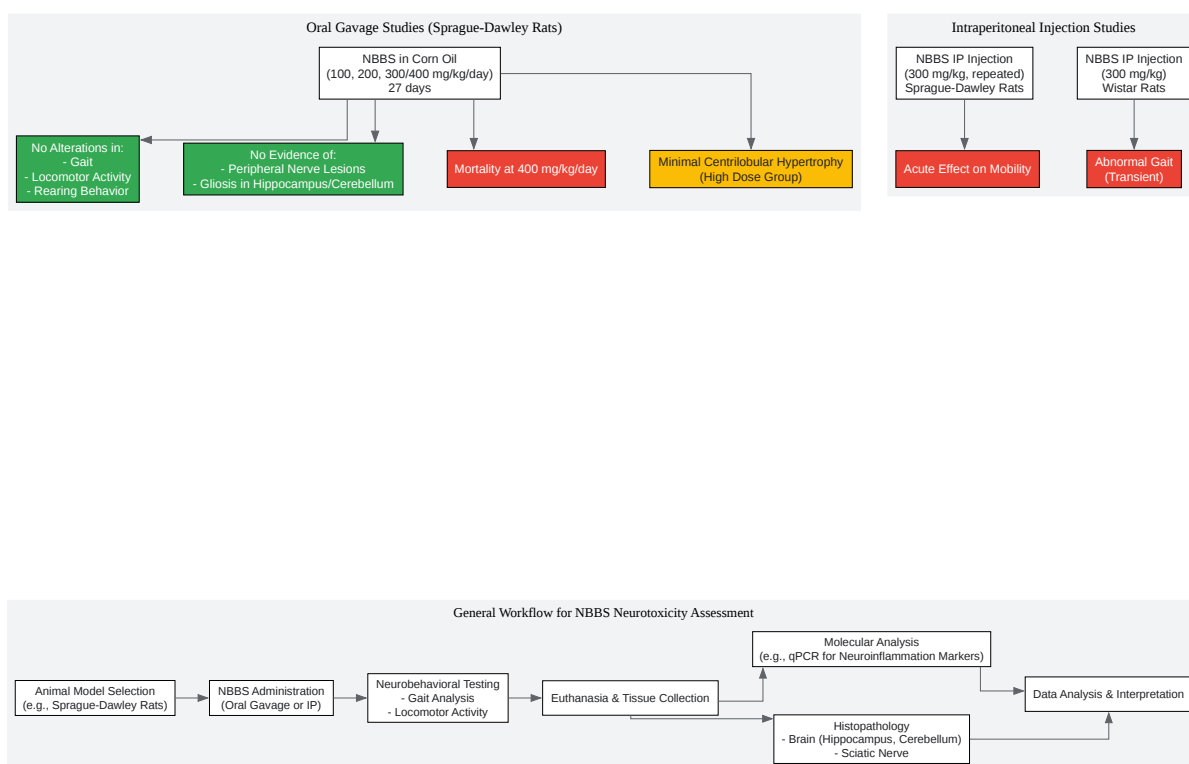 Oral Gavage Studies (Sprague-Dawley Rats)
NBBS in Corn Oil
(100, 200, 300/400 mg/kg/day)
27 days
No Alterations in:
- Gait
- Locomotor Activity
- Rearing Behavior
No Evidence of:
- Peripheral Nerve Lesions
- Gliosis in Hippocampus/Cerebellum
Mortality at 400 mg/kg/day
Minimal Centrilobular Hypertrophy
(High Dose Group)
Intraperitoneal Injection Studies
NBBS IP Injection
(300 mg/kg, repeated)
Sprague-Dawley Rats
NBBS IP Injection
(300 mg/kg)
Wistar Rats
Acute Effect on Mobility
Abnormal Gait
(Transient)
General Workflow for NBBS Neurotoxicity Assessment
Animal Model Selection
(e.g., Sprague-Dawley Rats)
NBBS Administration
(Oral Gavage or IP)
Neurobehavioral Testing
- Gait Analysis
- Locomotor Activity
Euthanasia & Tissue Collection
Molecular Analysis
(e.g., qPCR for Neuroinflammation Markers)
Histopathology
- Brain (Hippocampus, Cerebellum)
- Sciatic Nerve
Data Analysis & Interpretation